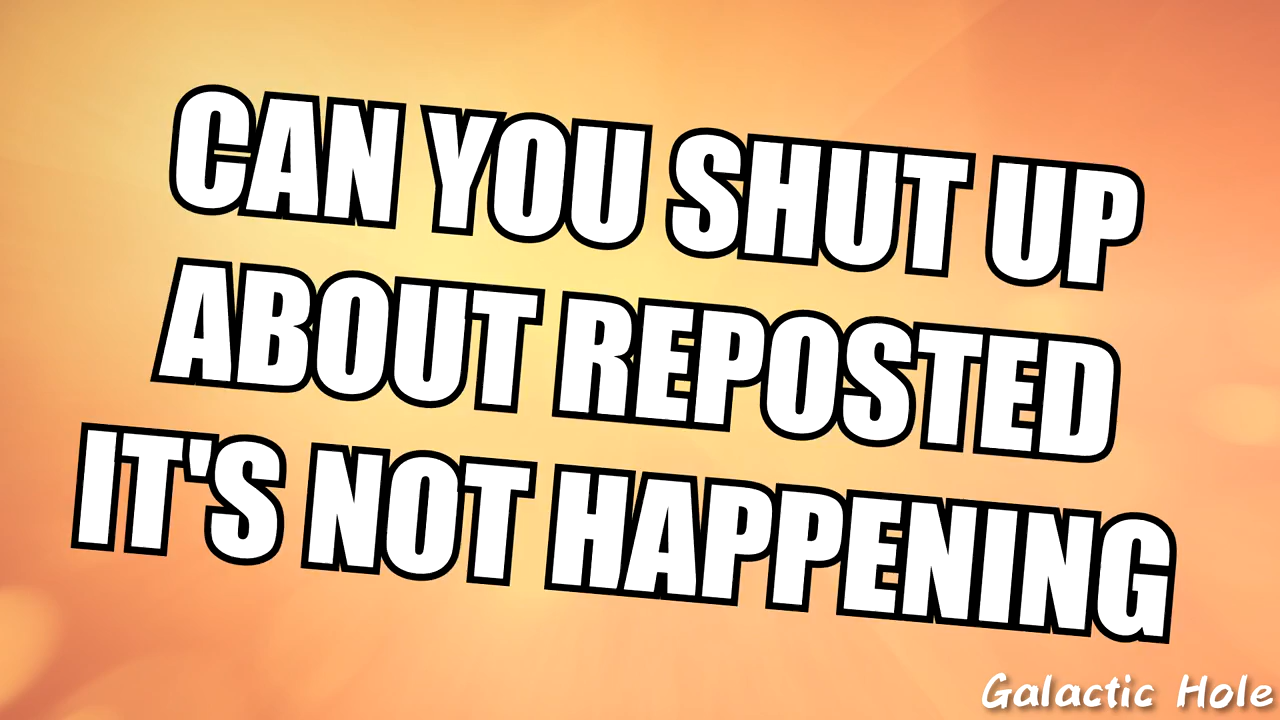 CAN YOU SHUT UP
ABOUT REPOSTED
IT'S NOT HAPPENING
Galactic Hole